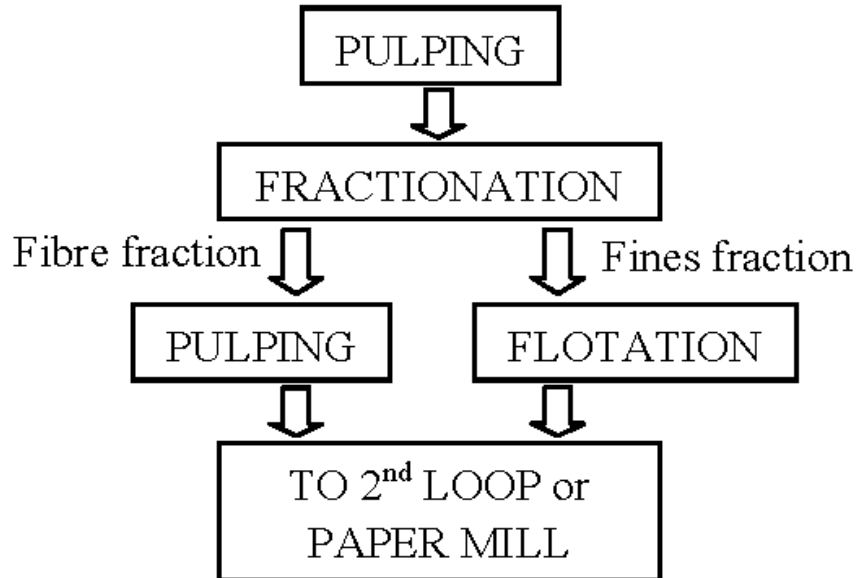 PULPING
FRACTIONATION
Fibre fraction
Fines fraction
PULPING
FLOTATION
TO 2nd LOOP or
PAPER MILL